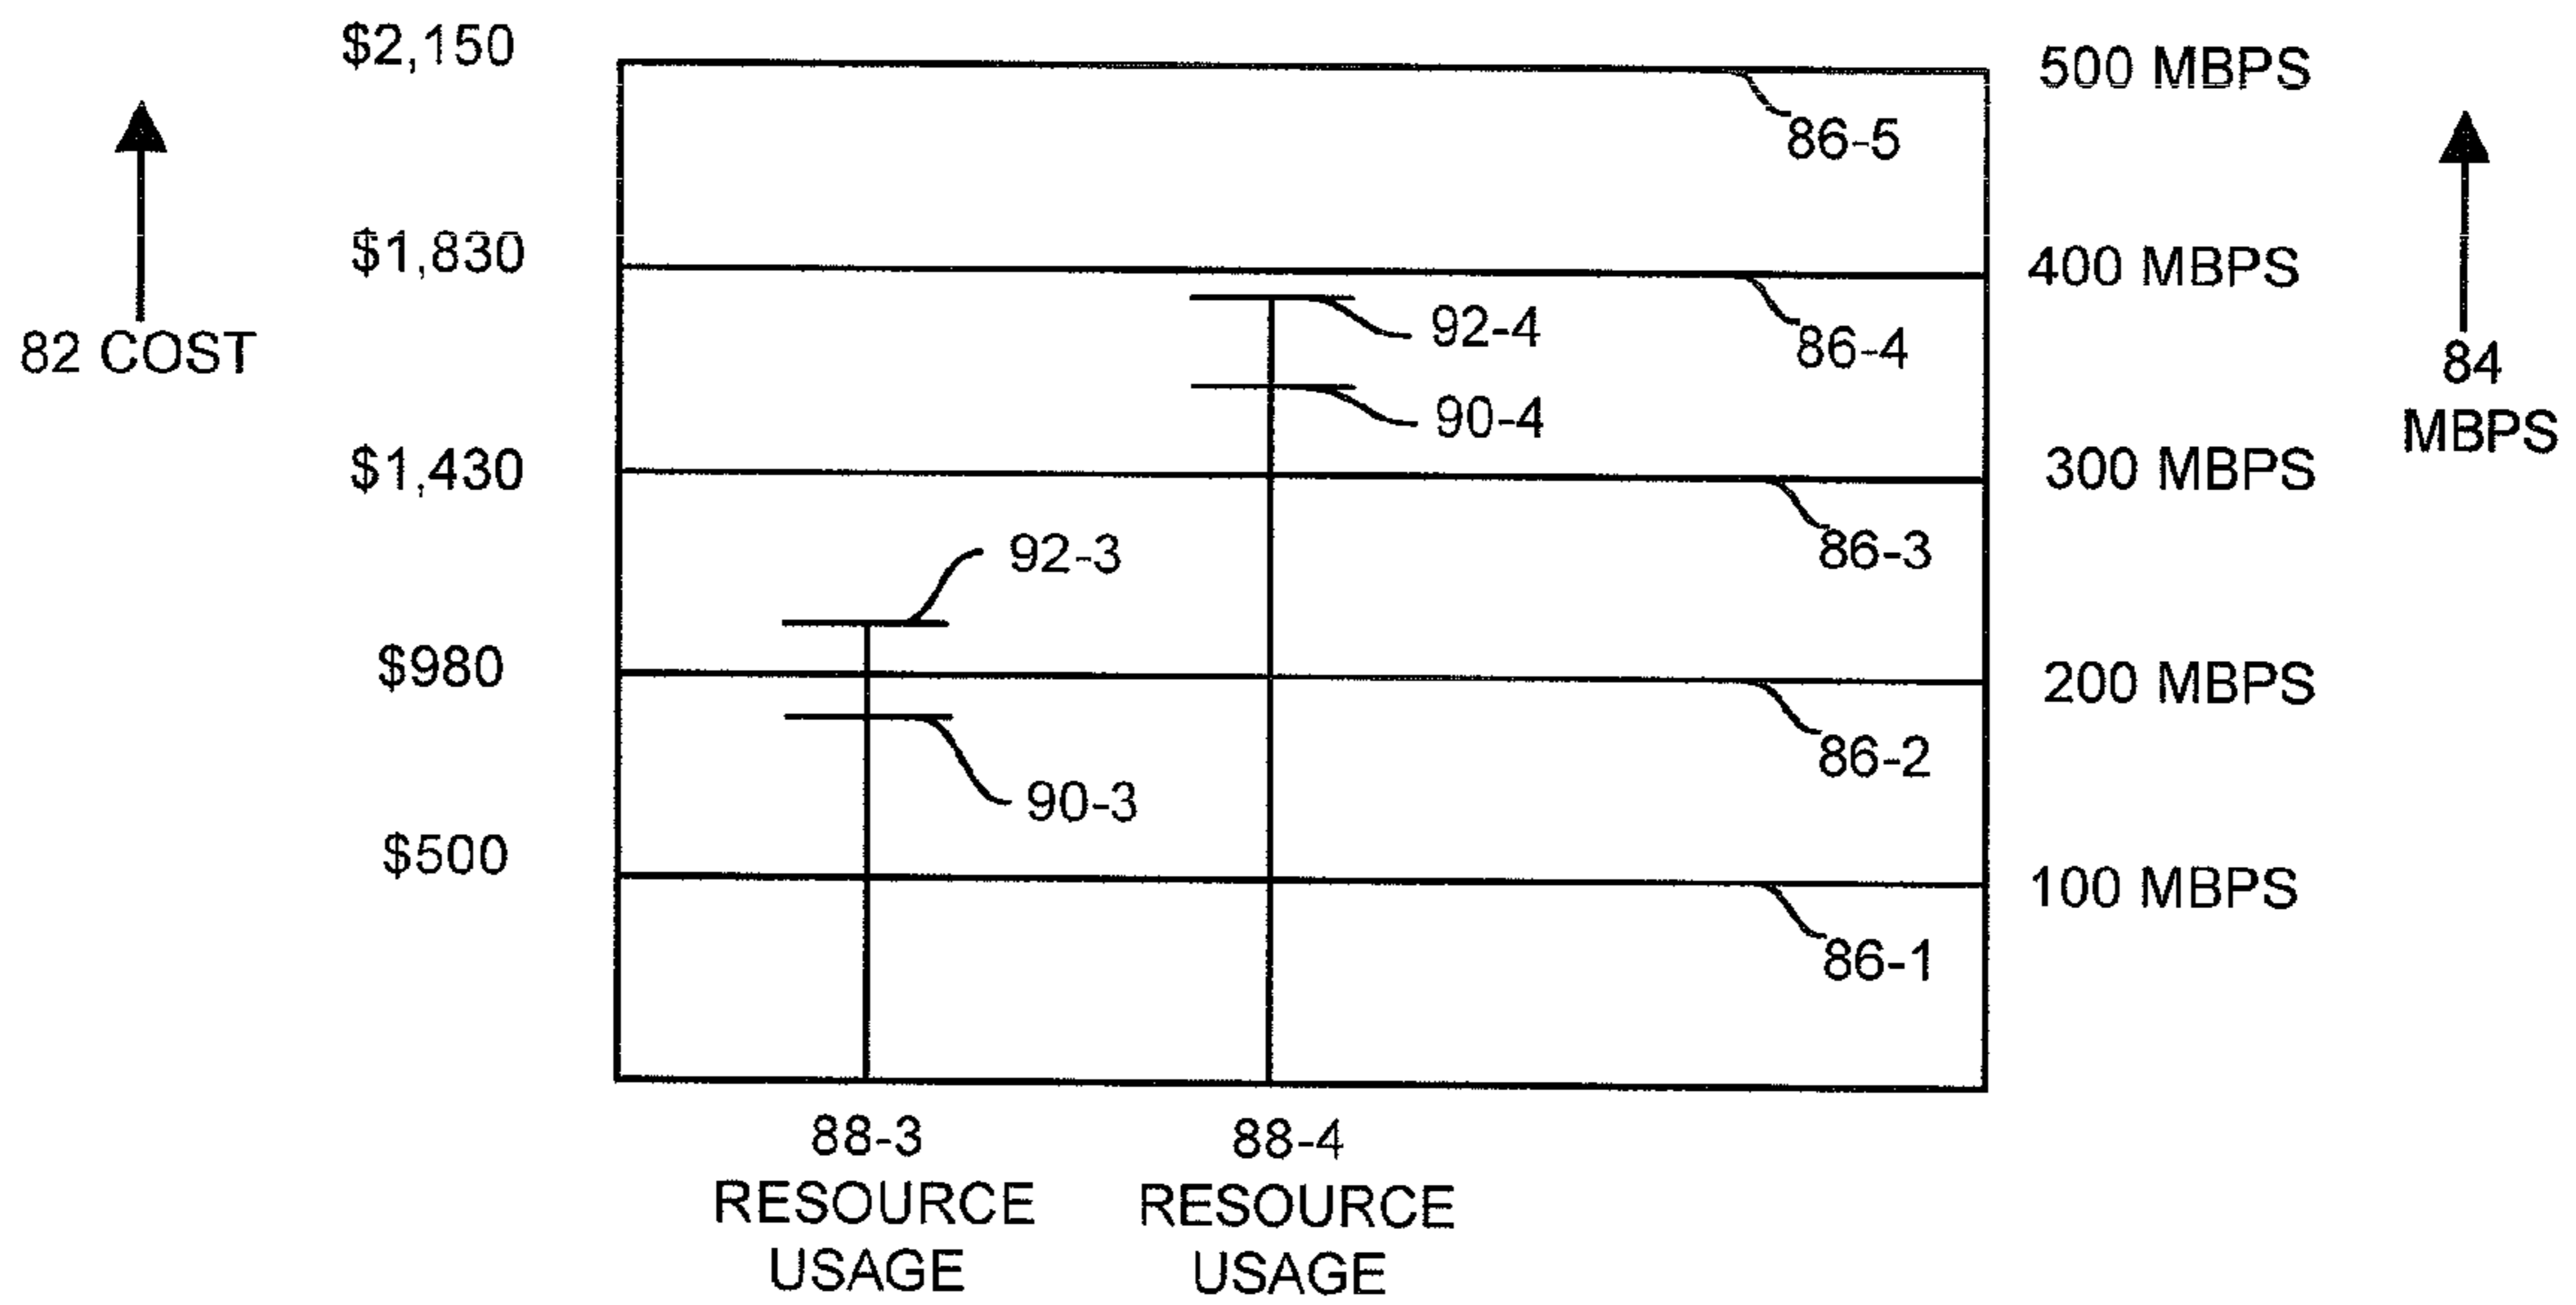 $2,150
500 MBPS
86-5
$1,830
400 MBPS
82 COST
92-4
86-4
84
MBPS
90-4
$1,430
300 MBPS
92-3
86-3
$980
200 MBPS
86-2
90-3
$500
100 MBPS
86-1
88-3
RESOURCE
USAGE
88-4
RESOURCE
USAGE